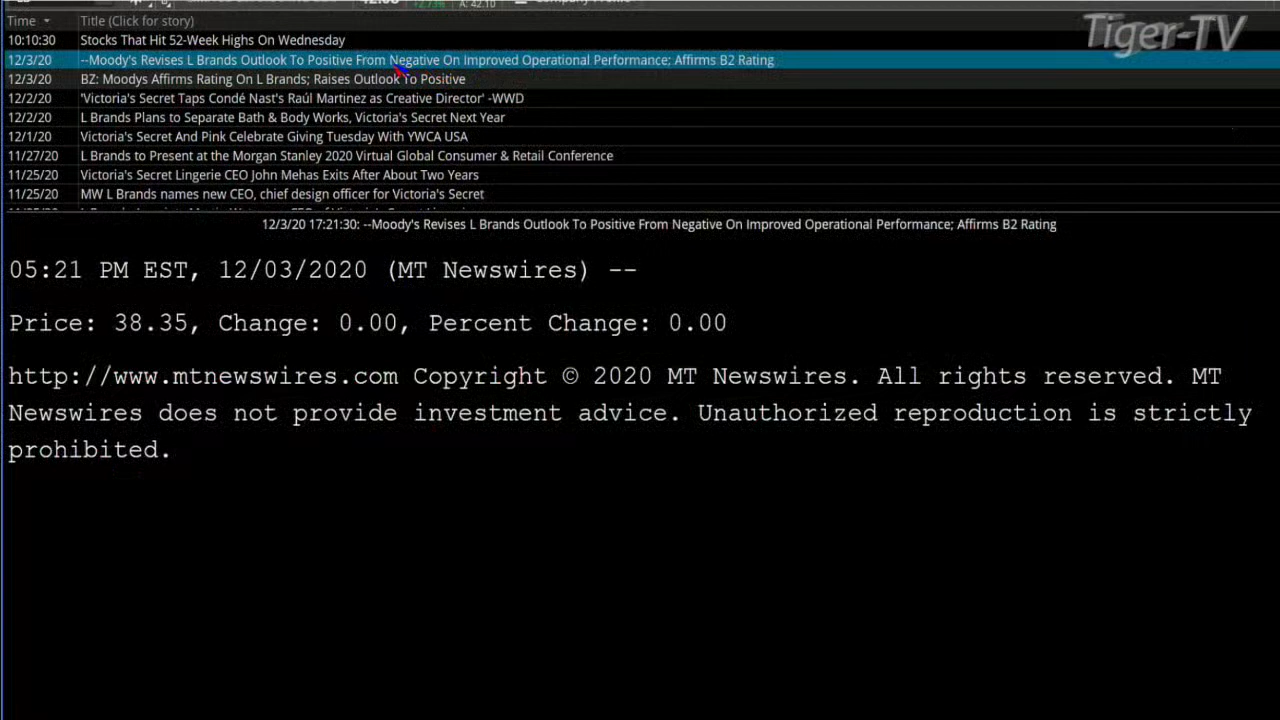 +2.73%
A: 42.10
Company Profile
Time
Title (Click for story)
Tiger-TV
10:10:30 Stocks That Hit 52-Week Highs On Wednesday
12/3/20 --Moody's Revises L Brands Outlook To Positive From Negative On Improved Operational Performance; Affirms B2 Rating
12/3/20 BZ: Moodys Affirms Rating On L Brands; Raises Outlook To Positive
12/2/20 'Victoria's Secret Taps Condé Nast's Raúl Martinez as Creative Director' -WWD
12/2/20 L Brands Plans to Separate Bath & Body Works, Victoria's Secret Next Year
12/1/20 Victoria's Secret And Pink Celebrate Giving Tuesday With YWCA USA
11/27/20 L Brands to Present at the Morgan Stanley 2020 Virtual Global Consumer & Retail Conference
11/25/20 Victoria's Secret Lingerie CEO John Mehas Exits After About Two Years
11/25/20 MW L Brands names new CEO, chief design officer for Victoria's Secret
12/3/20 17:21:30: --Moody's Revises L Brands Outlook To Positive From Negative On Improved Operational Performance; Affirms B2 Rating
05:21 PM EST, 12/03/2020 (MT Newswires) --
Price: 38.35, Change: 0.00, Percent Change: 0.00
http://www.mtnewswires.com Copyright © 2020 MT Newswires. All rights reserved. MT
Newswires does not provide investment advice. Unauthorized reproduction is strictly
prohibited.